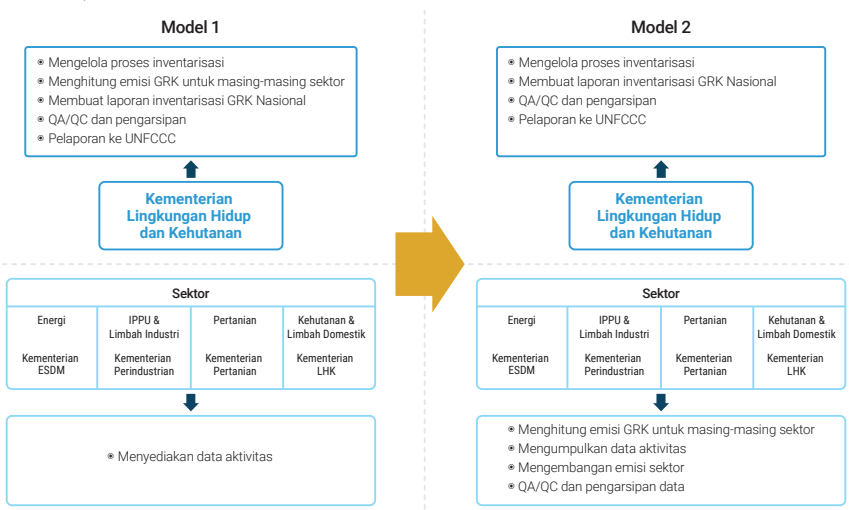 Model 1
Mengelola proses inventarisasi
Menghitung emisi GRK untuk masing-masing sektor
Membuat laporan inventarisasi GRK Nasional
QA/QC dan pengarsipan
Pelaporan ke UNFCCC
Kementerian
Lingkungan Hidup
dan Kehutanan
Sektor
Energi
Kementerian
ESDM
IPPU &
Limbah Industri
Kementerian
Perindustrian
Pertanian
Kementerian
Pertanian
Kehutanan &
Limbah Domestik
Kementerian
LHK
Menyediakan data aktivitas
Model 2
Mengelola proses inventarisasi
Membuat laporan inventarisasi GRK Nasional
QA/QC dan pengarsipan
Pelaporan ke UNFCCC
Kementerian
Lingkungan Hidup
dan Kehutanan
Sektor
Energi
Kementerian
ESDM
IPPU &
Limbah Industri
Kementerian
Perindustrian
Pertanian
Kementerian
Pertanian
Kehutanan &
Limbah Domestik
Kementerian
LHK
Menghitung emisi GRK untuk masing-masing sektor
Mengumpulkan data aktivitas
Mengembangan emisi sektor
QA/QC dan pengarsipan data